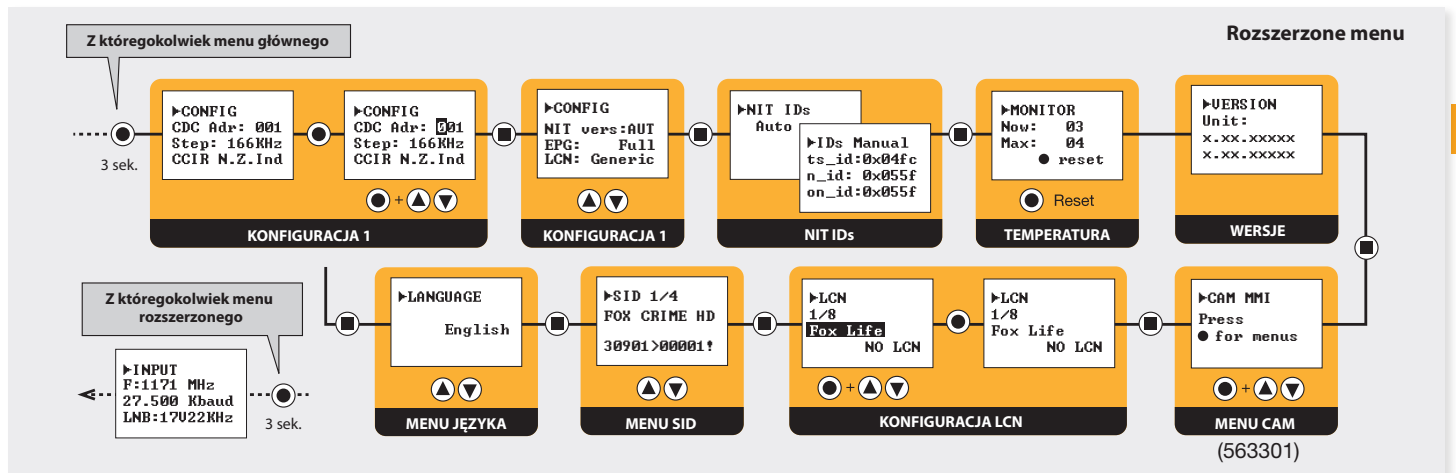 Rozszerzone menu
Z któregokolwiek menu głównego
3 sek.
▶CONFIG
CDC Adr: 001
Step: 166KHz
CCIR N.Z.Ind
▶CONFIG
CDC Adr: 001
Step: 166KHz
CCIR N.Z.Ind
● + ▲ ▼
KONFIGURACJA 1
▶CONFIG
NIT vers:AUT
EPG: Full
LCN: Generic
▲ ▼
KONFIGURACJA 1
▶NIT IDs
Auto
▶IDs Manual
ts_id:0x04fc
n_id: 0x055f
on_id:0x055f
NIT IDs
▶MONITOR
Now: 03
Max: 04
● reset
● Reset
TEMPERATURA
▶VERSION
Unit:
x.xx.xxxxx
x.xx.xxxxx
WERSJE
Z któregokolwiek menu
rozszerzonego
▶INPUT
F:1171 MHz
27.500 Kbaud
LNB:17V22KHz
3 sek.
▶LANGUAGE
English
▲ ▼
MENU JĘZYKA
▶SID 1/4
FOX CRIME HD
30901>00001!
▲ ▼
MENU SID
▶LCN
1/8
Fox Life
NO LCN
● + ▲ ▼
▶LCN
1/8
Fox Life
NO LCN
KONFIGURACJA LCN
▶CAM MMI
Press
● for menus
● + ▲ ▼
MENU CAM
(563301)